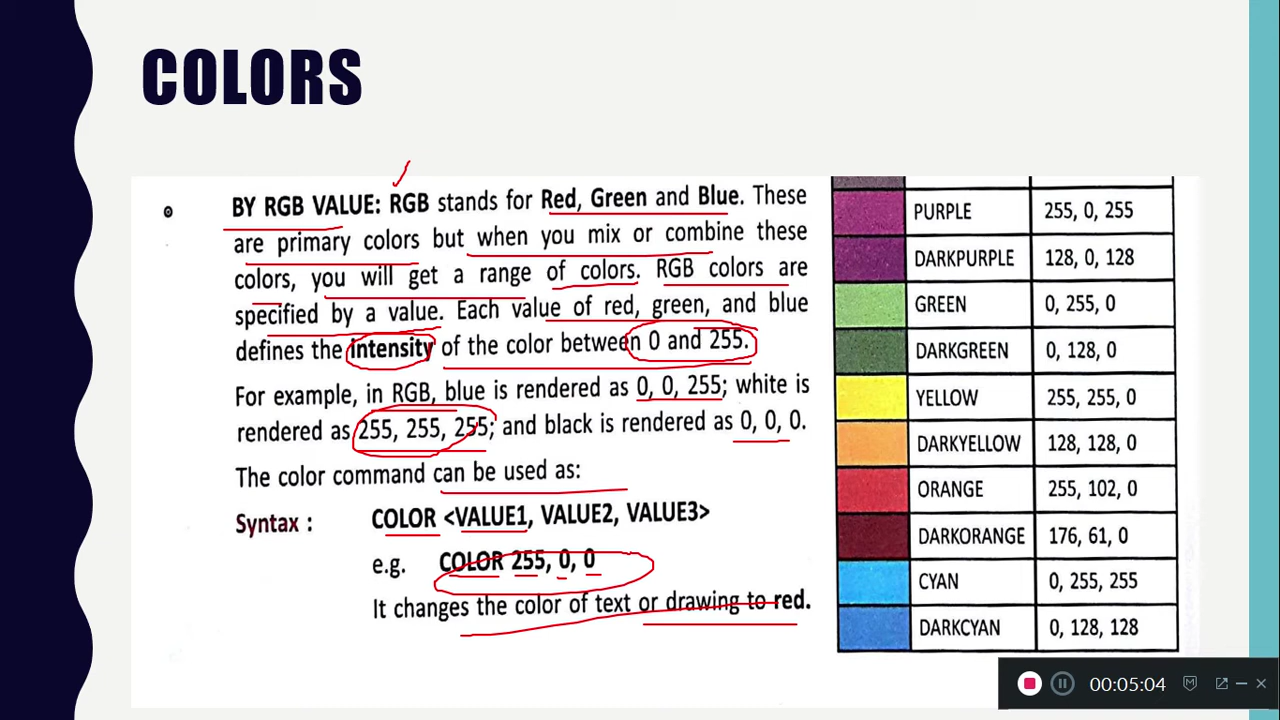 COLORS
BY RGB VALUE: RGB stands for Red, Green and Blue. These
are primary colors but when you mix or combine these
colors, you will get a range of colors. RGB colors are
specified by a value. Each value of red, green, and blue
defines the intensity of the color between 0 and 255.
For example, in RGB, blue is rendered as 0, 0, 255; white is
rendered as 255, 255, 255; and black is rendered as 0, 0, 0.
The color command can be used as:
Syntax : COLOR <VALUE1, VALUE2, VALUE3>
e.g. COLOR 255, 0, 0
It changes the color of text or drawing to red.
PURPLE 255, 0, 255
DARKPURPLE 128, 0, 128
GREEN 0, 255, 0
DARKGREEN 0, 128, 0
YELLOW 255, 255, 0
DARKYELLOW 128, 128, 0
ORANGE 255, 102, 0
DARKORANGE 176, 61, 0
CYAN 0, 255, 255
DARKCYAN 0, 128, 128
00:05:04